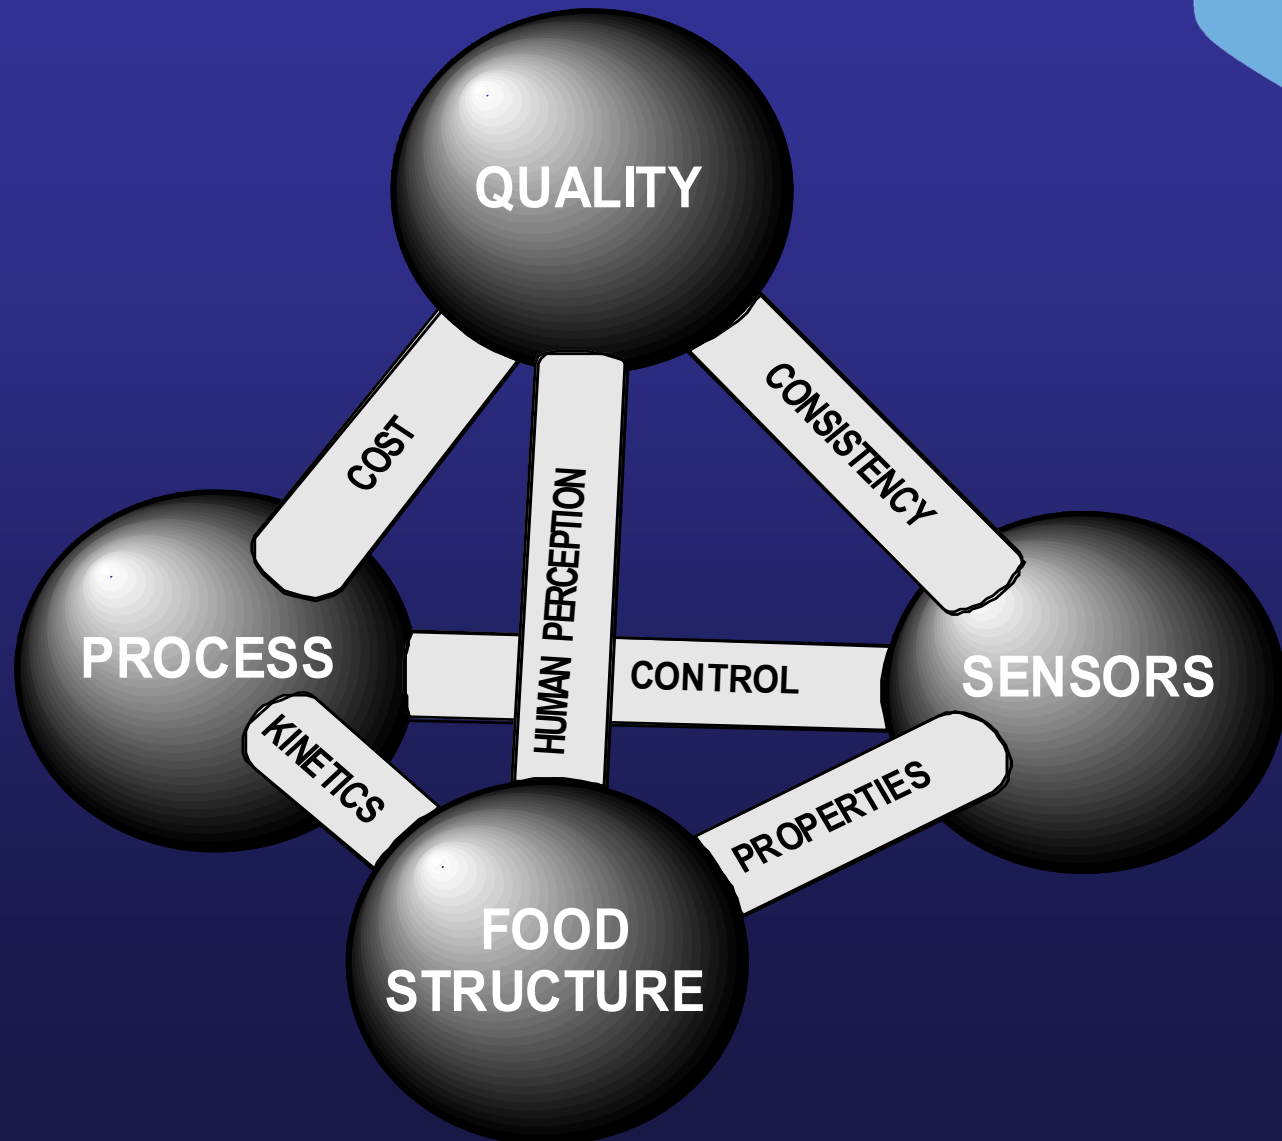 QUALITY
COST
CONSISTENCY
HUMAN PERCEPTION
PROCESS
CONTROL
SENSORS
KINETICS
PROPERTIES
FOOD
STRUCTURE